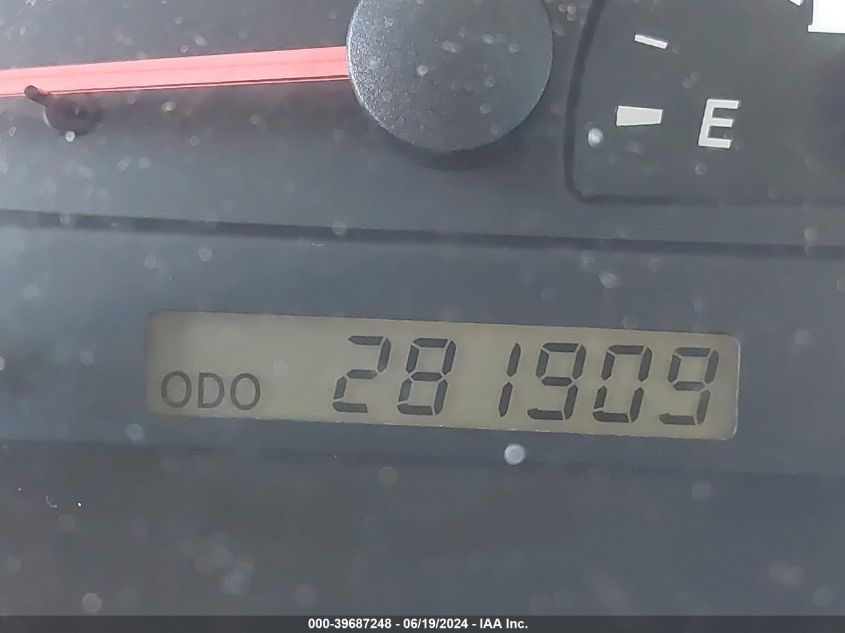 E
ODO 281909
000-39687248 - 06/19/2024 - IAA Inc.